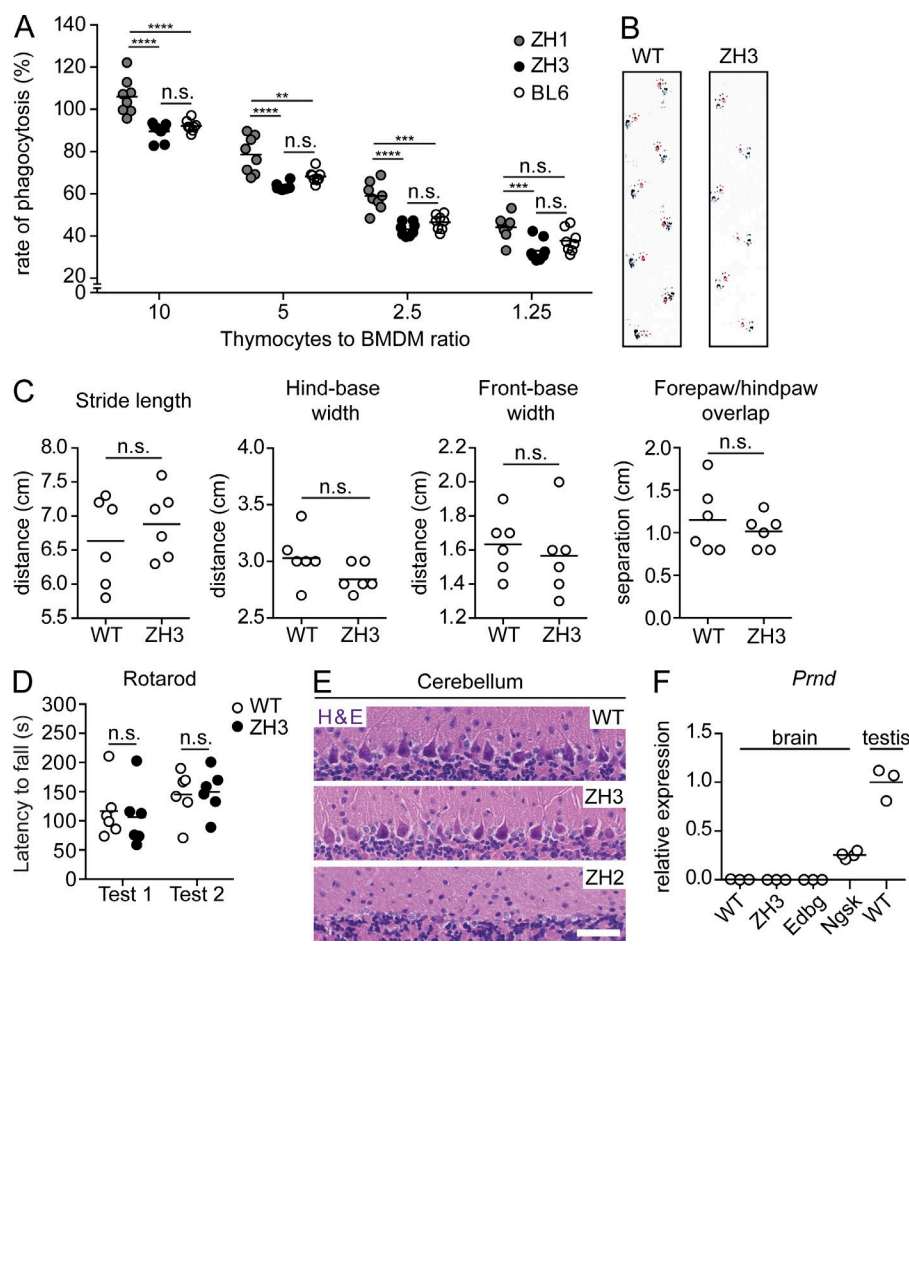 A
140
120
100
80
60
40
20
0
rate of phagocytosis (%)
****
****
n.s.
**
****
n.s.
***
****
n.s.
n.s.
***
n.s.
ZH1
ZH3
BL6
10 5 2.5 1.25
Thymocytes to BMDM ratio
B
WT ZH3
C
Stride length
8.0
7.5
7.0
6.5
6.0
5.5
distance (cm)
n.s.
WT ZH3
Hind-base
width
4.0
3.5
3.0
2.5
distance (cm)
n.s.
WT ZH3
Front-base
width
2.2
2.0
1.8
1.6
1.4
1.2
distance (cm)
n.s.
WT ZH3
Forepaw/hindpaw
overlap
2.0
1.5
1.0
0.5
0.0
separation (cm)
n.s.
WT ZH3
D
Rotarod
300
250
200
150
100
50
0
Latency to fall (s)
n.s.
n.s.
WT
ZH3
Test 1 Test 2
E
Cerebellum
H&E
WT
ZH3
ZH2
F
Prnd
1.5
1.0
0.5
0.0
relative expression
brain testis
WT ZH3 Edbg Ngsk WT